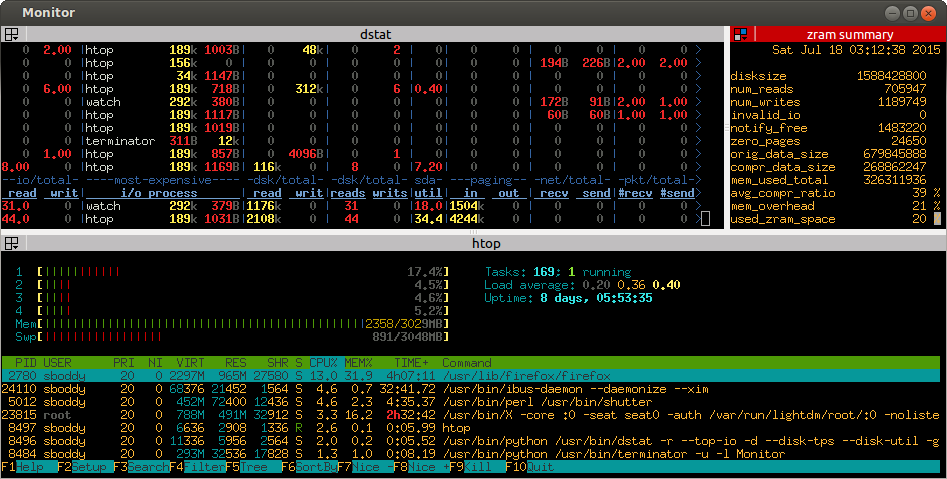 Monitor
dstat
0 2.00 |htop 189k 1003B| 0 48k| 0 2 | 0 | 0 0 | 0 0 | 0 0 >
0 0 |htop 156k 0 | 0 0 | 0 0 | 0 | 0 0 | 194B 226B|2.00 2.00 >
0 0 |htop 34k 1147B| 0 0 | 0 0 | 0 | 0 0 | 0 0 | 0 0 >
0 6.00 |htop 189k 718B| 0 312k| 0 6 |0.40 | 0 0 | 0 0 | 0 0 >
0 0 |watch 292k 380B| 0 0 | 0 0 | 0 | 0 0 | 172B 91B|2.00 1.00 >
0 0 |htop 189k 1117B| 0 0 | 0 0 | 0 | 0 0 | 60B 60B|1.00 1.00 >
0 0 |htop 189k 1019B| 0 0 | 0 0 | 0 | 0 0 | 0 0 | 0 0 >
0 0 |terminator 311B 12k| 0 0 | 0 0 | 0 | 0 0 | 0 0 | 0 0 >
0 1.00 |htop 189k 857B| 0 4096B| 0 1 | 0 | 0 0 | 0 0 | 0 0 >
8.00 0 |htop 189k 1169B| 116k 0 | 8 0 |7.20 | 0 0 | 0 0 | 0 0 >
--io/total- ----most-expensive---- -dsk/total- -dsk/total- sda- ---paging-- -net/total- -pkt/total>
read writ| i/o process | read writ|reads writs|util| in out | recv send|#recv #send>
31.0 0 |watch 292k 379B|1176k 0 | 31 0 |18.0|1504k 0 | 0 0 | 0 0 >
44.0 0 |htop 189k 1031B|2108k 0 | 44 0 |34.4|4244k 0 | 0 0 | 0 0 >
zram summary
Sat Jul 18 03:12:38 2015
disksize 1588428800
num_reads 705947
num_writes 1189749
invalid_io 0
notify_free 1483220
zero_pages 24650
orig_data_size 679845888
compr_data_size 268862247
mem_used_total 326311936
avg_compr_ratio 39 %
mem_overhead 21 %
used_zram_space 20
htop
1 [||||||||||| 17.4%] Tasks: 169; 1 running
2 [|||| 4.5%] Load average: 0.20 0.36 0.40
3 [|||| 4.6%] Uptime: 8 days, 05:53:35
4 [|||| 5.2%]
Mem[||||||||||||||||||||||||||||||||||||||||||||2358/3029MB]
Swp[|||||||||||||||| 891/3048MB]
PID USER PRI NI VIRT RES SHR S CPU% MEM% TIME+ Command
2780 sboddy 20 0 2297M 965M 27580 S 13.0 31.9 4h07:11 /usr/lib/firefox/firefox
24110 sboddy 20 0 68376 21452 1564 S 4.6 0.7 32:41.72 /usr/bin/ibus-daemon --daemonize --xim
5012 sboddy 20 0 452M 72400 12436 S 4.6 2.3 4:35.37 /usr/bin/perl /usr/bin/shutter
23815 root 20 0 788M 491M 32912 S 3.3 16.2 2h32:42 /usr/bin/X -core :0 -seat seat0 -auth /var/run/lightdm/root/:0 -noliste
8497 sboddy 20 0 6636 2908 1336 R 2.6 0.1 0:05.99 htop
8496 sboddy 20 0 11336 5956 2564 S 2.0 0.2 0:05.52 /usr/bin/python /usr/bin/dstat -r --top-io -d --disk-tps --disk-util -g
8484 sboddy 20 0 293M 32536 17828 S 1.3 1.0 0:08.19 /usr/bin/python /usr/bin/terminator -u -l Monitor
F1Help F2Setup F3SearchF4FilterF5Tree F6SortByF7Nice -F8Nice +F9Kill F10Quit